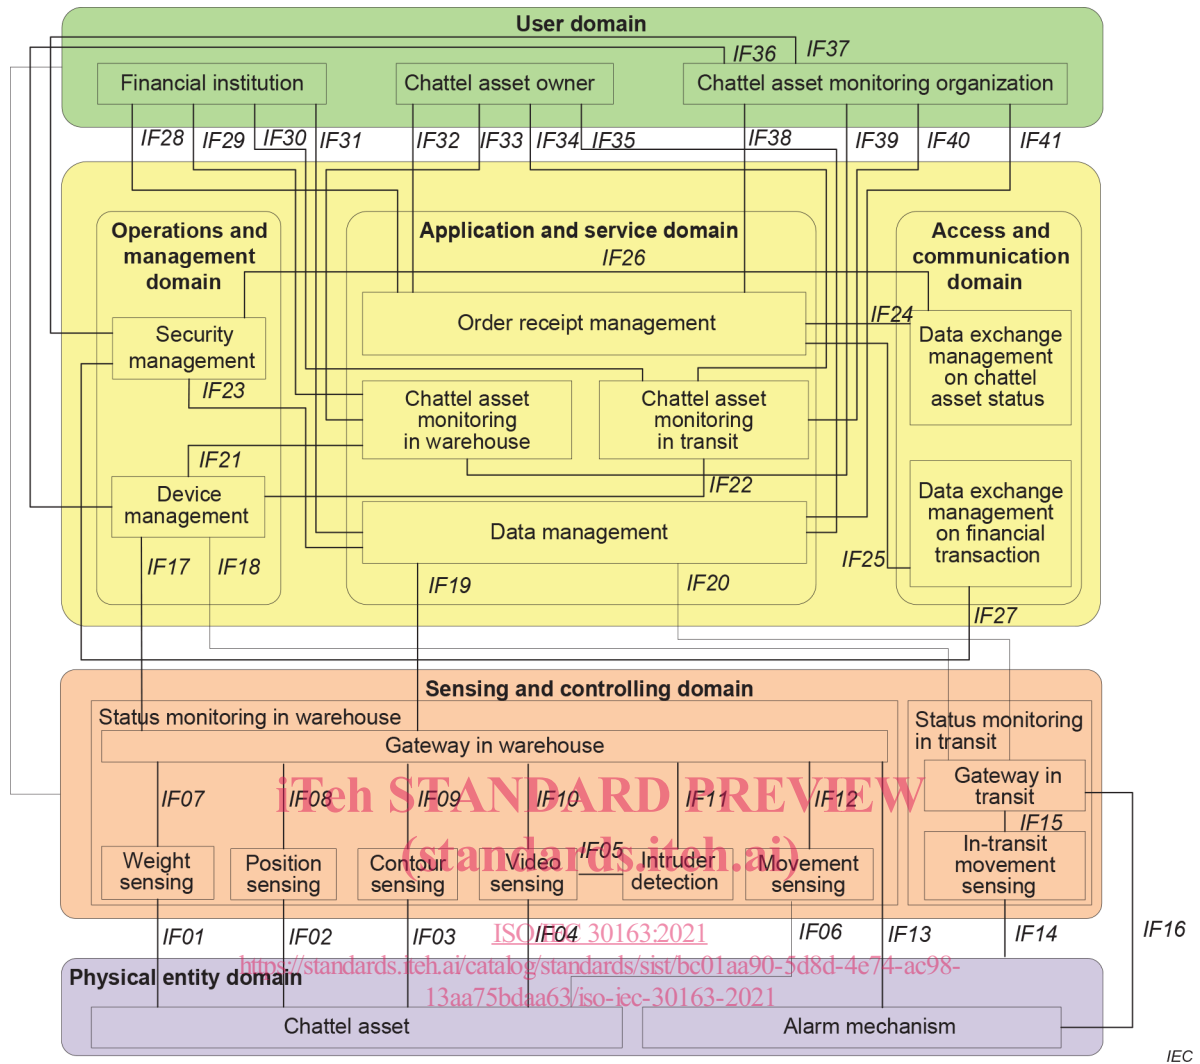 User domain
IF36
IF37
Financial institution
Chattel asset owner
Chattel asset monitoring organization
IF28
IF29
IF30
IF31
IF32
IF33
IF34
IF35
IF38
IF39
IF40
IF41
Operations and
management
domain
Application and service domain
Access and
communication
domain
IF26
Security
management
Order receipt management
IF24
Data exchange
management
on chattel
asset status
IF23
Chattel asset
monitoring
in warehouse
Chattel asset
monitoring
in transit
IF21
IF22
Device
management
Data management
Data exchange
management
on financial
transaction
IF17
IF18
IF19
IF20
IF25
IF27
Sensing and controlling domain
Status monitoring in warehouse
Status monitoring
in transit
Gateway in warehouse
Gateway in
transit
IF07
IF08
IF09
IF10
IF11
IF12
iTeh STANDARD PREVIEW
(standards.iteh.ai)
IF15
IF05
Weight
sensing
Position
sensing
Contour
sensing
Video
sensing
Intruder
detection
Movement
sensing
In-transit
movement
sensing
IF01
IF02
IF03
IF04
IF06
IF13
IF14
IF16
ISO/IEC 30163:2021
https://standards.iteh.ai/catalog/standards/sist/bc01aa90-5d8d-4e74-ac98-
13aa75bdaa63/iso-iec-30163-2021
Physical entity domain
Chattel asset
Alarm mechanism
IEC